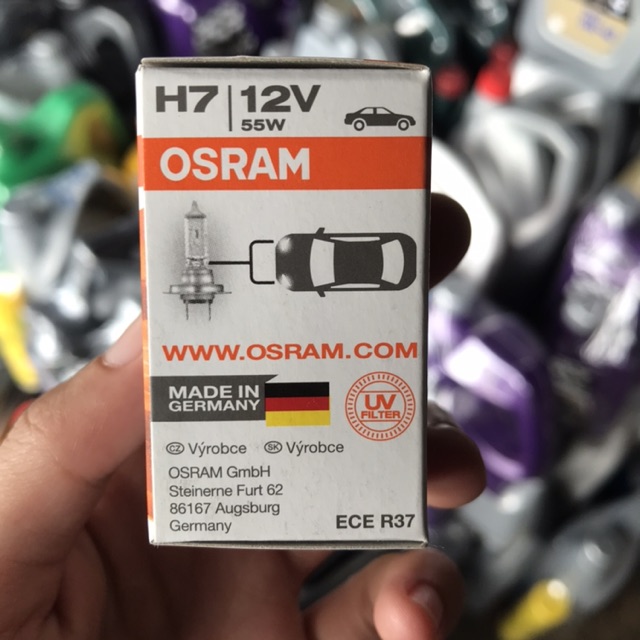 H7 | 12V
55W
OSRAM
WWW.OSRAM.COM
MADE IN
GERMANY
UV
FILTER
CZ Výrobce SK Výrobce
OSRAM GmbH
Steinerne Furt 62
86167 Augsburg
Germany
ECE R37